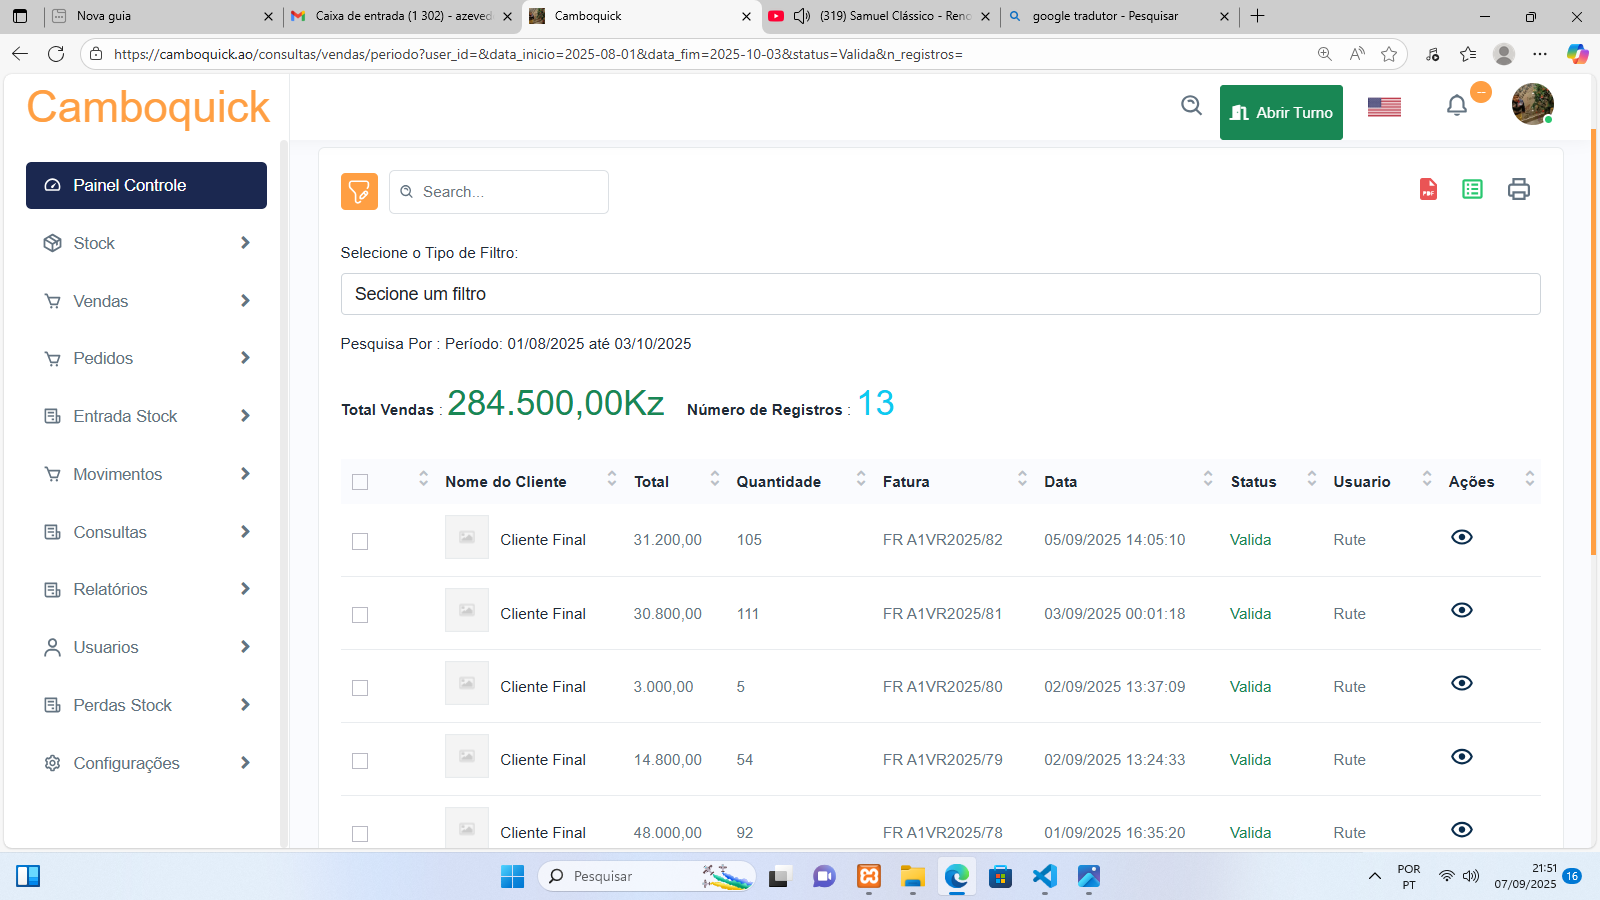 Nova guia
Caixa de entrada (1 302) - azeved
Camboquick
(319) Samuel Clássico - Reno
google tradutor - Pesquisar
https://camboquick.ao/consultas/vendas/periodo?user_id=&data_inicio=2025-08-01&data_fim=2025-10-03&status=Valida&n_registros=
Camboquick
Abrir Turno
Painel Controle
Stock
Vendas
Pedidos
Entrada Stock
Movimentos
Consultas
Relatórios
Usuarios
Perdas Stock
Configurações
Search...
PDF
Selecione o Tipo de Filtro:
Secione um filtro
Pesquisa Por : Período: 01/08/2025 até 03/10/2025
Total Vendas : 284.500,00Kz Número de Registros : 13
Nome do Cliente Total Quantidade Fatura Data Status Usuario Ações
Cliente Final 31.200,00 105 FR A1VR2025/82 05/09/2025 14:05:10 Valida Rute
Cliente Final 30.800,00 111 FR A1VR2025/81 03/09/2025 00:01:18 Valida Rute
Cliente Final 3.000,00 5 FR A1VR2025/80 02/09/2025 13:37:09 Valida Rute
Cliente Final 14.800,00 54 FR A1VR2025/79 02/09/2025 13:24:33 Valida Rute
Cliente Final 48.000,00 92 FR A1VR2025/78 01/09/2025 16:35:20 Valida Rute
Pesquisar
POR
PT
21:51
07/09/2025
16